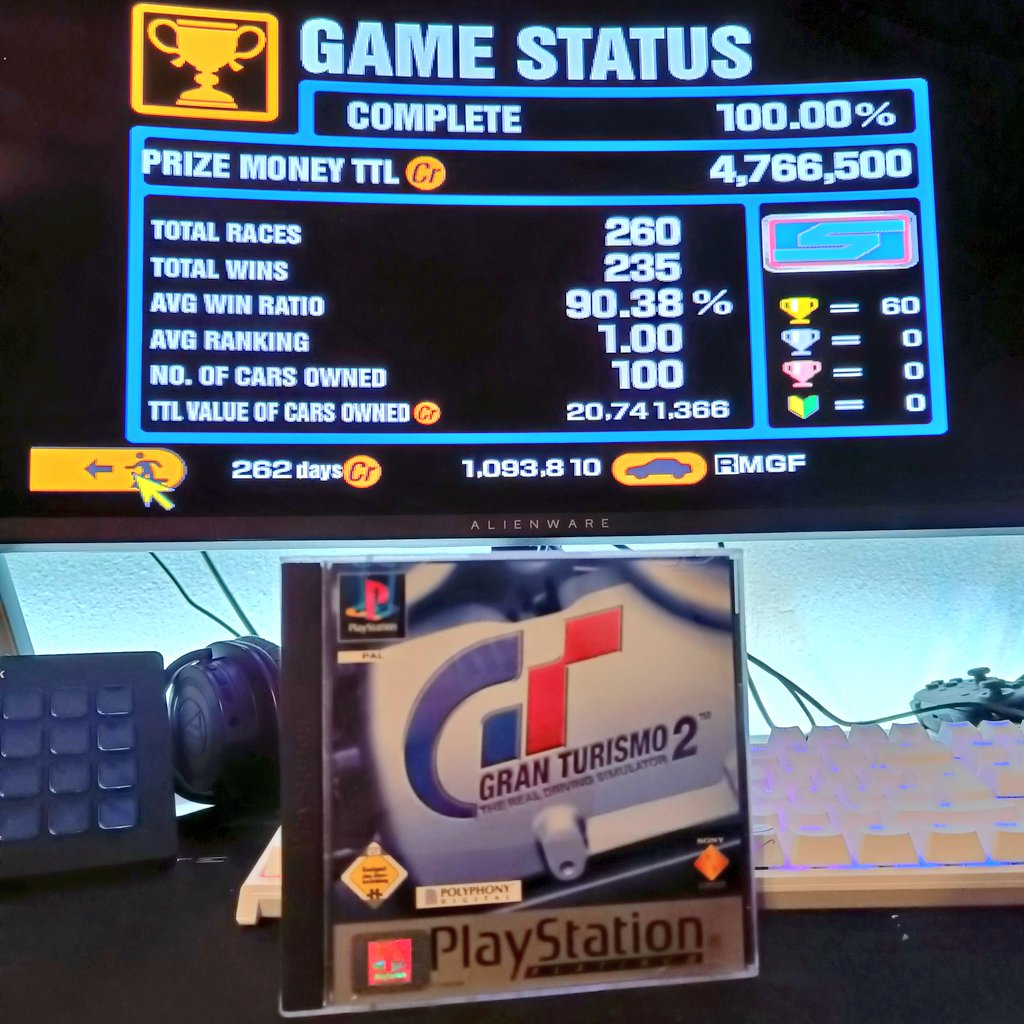 GAME STATUS
COMPLETE 100.00%
PRIZE MONEY TTL Cr 4,766,500
TOTAL RACES 260
TOTAL WINS 235
AVG WIN RATIO 90.38 %
AVG RANKING 1.00
NO. OF CARS OWNED 100
TTL VALUE OF CARS OWNED Cr 20,741,366
S
= 60
= 0
= 0
= 0
262 days Cr 1,093,810 RMGF
ALIENWARE
PlayStation
PAL
GT
GRAN TURISMO 2™
THE REAL DRIVING SIMULATOR
SONY
POLYPHONY
DIGITAL
PlayStation
PLATINUM